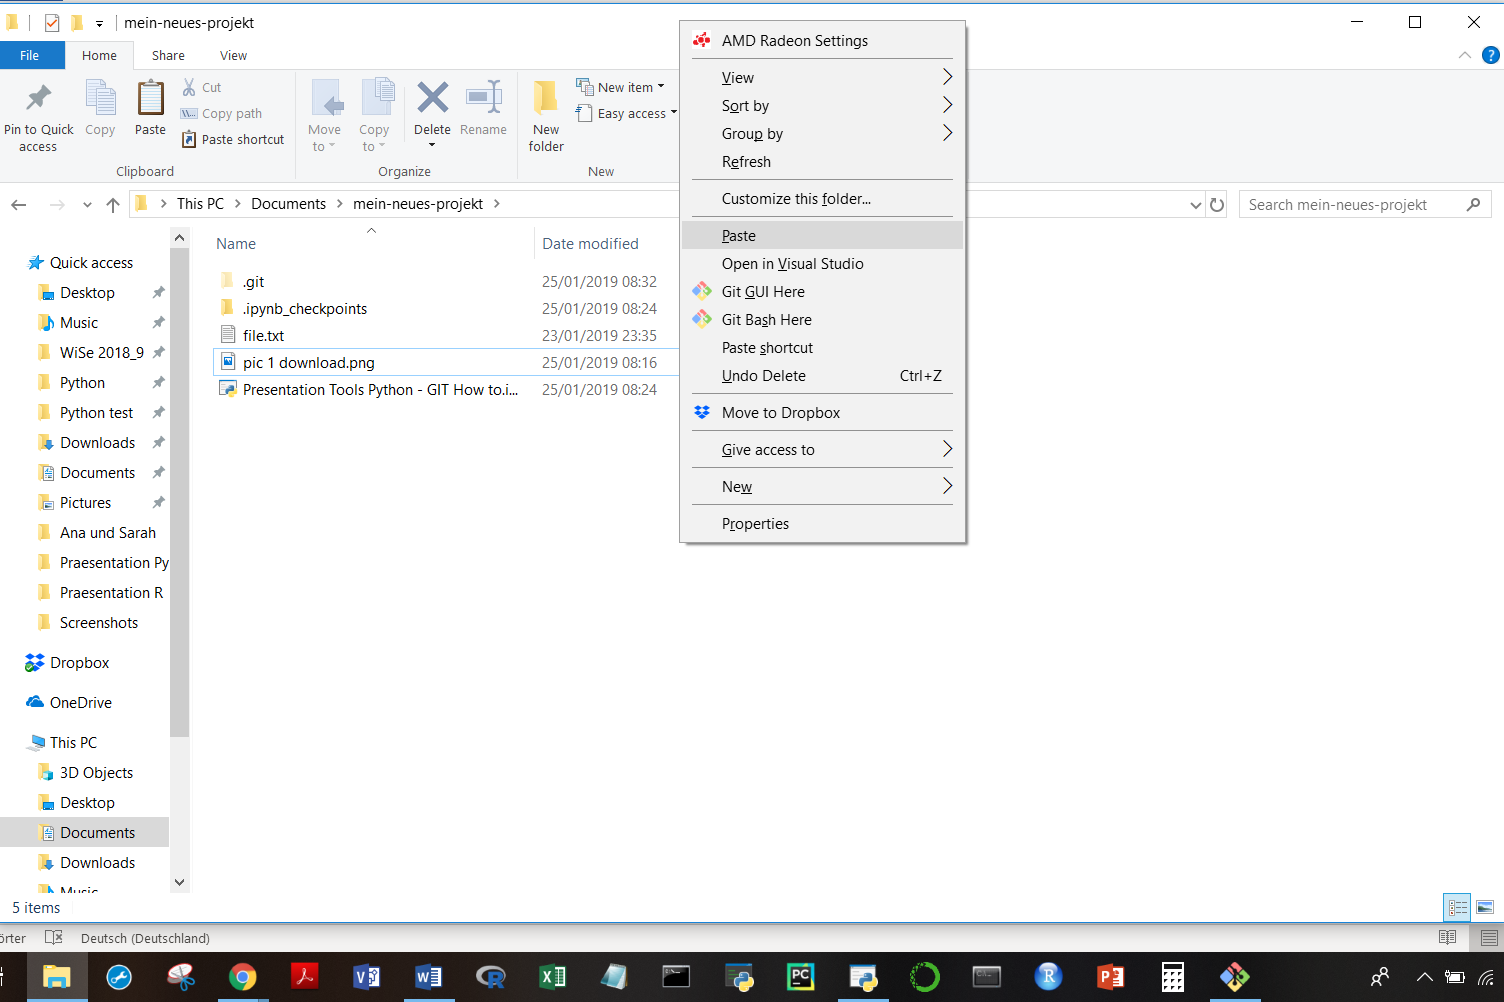 mein-neues-projekt
File Home Share View
Pin to Quick access
Copy
Paste
Cut
Copy path
Paste shortcut
Clipboard
Move to
Copy to
Delete
Rename
Organize
New folder
New item
Easy access
New
This PC > Documents > mein-neues-projekt >
Search mein-neues-projekt
Name Date modified
.git 25/01/2019 08:32
.ipynb_checkpoints 25/01/2019 08:24
file.txt 23/01/2019 23:35
pic 1 download.png 25/01/2019 08:16
Presentation Tools Python - GIT How to.i... 25/01/2019 08:24
Quick access
Desktop
Music
WiSe 2018_9
Python
Python test
Downloads
Documents
Pictures
Ana und Sarah
Praesentation Py
Praesentation R
Screenshots
Dropbox
OneDrive
This PC
3D Objects
Desktop
Documents
Downloads
Music
AMD Radeon Settings
View
Sort by
Group by
Refresh
Customize this folder...
Paste
Open in Visual Studio
Git GUI Here
Git Bash Here
Paste shortcut
Undo Delete Ctrl+Z
Move to Dropbox
Give access to
New
Properties
5 items
örter Deutsch (Deutschland)